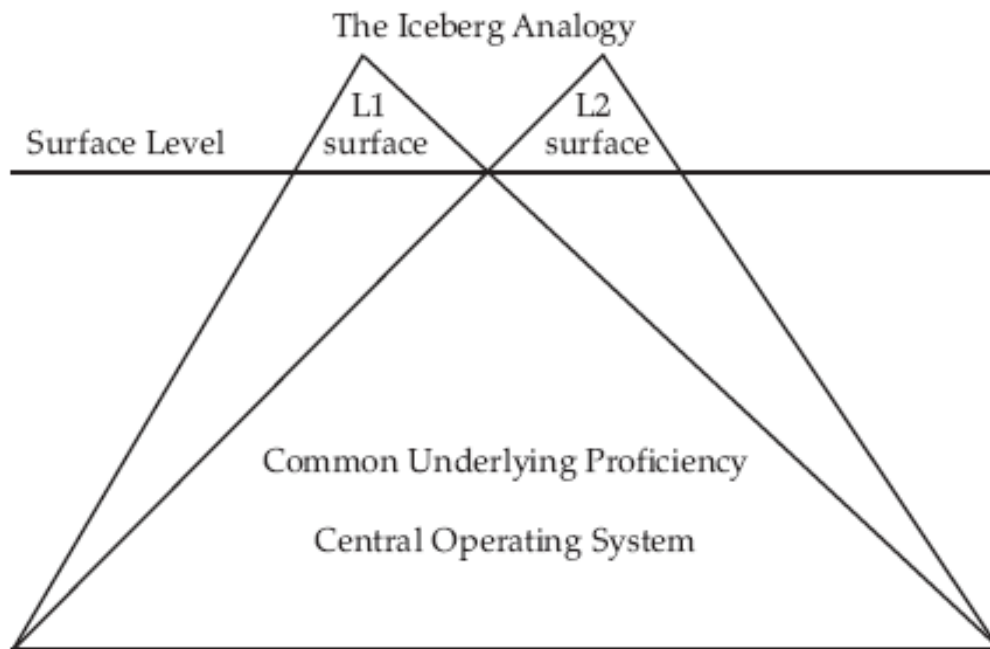 The Iceberg Analogy
L1
surface
L2
surface
Surface Level
Common Underlying Proficiency
Central Operating System